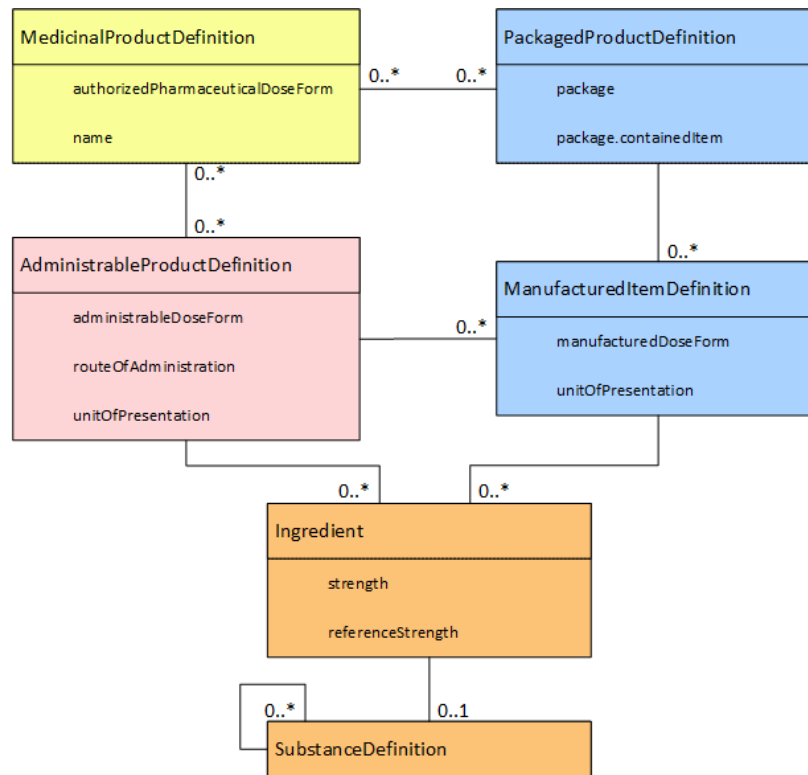 MedicinalProductDefinition
authorizedPharmaceuticalDoseForm
name
0..*
0..*
PackagedProductDefinition
package
package.containedItem
0..*
0..*
0..*
AdministrableProductDefinition
administrableDoseForm
routeOfAdministration
unitOfPresentation
0..*
ManufacturedItemDefinition
manufacturedDoseForm
unitOfPresentation
0..*
0..*
Ingredient
strength
referenceStrength
0..*
0..1
SubstanceDefinition